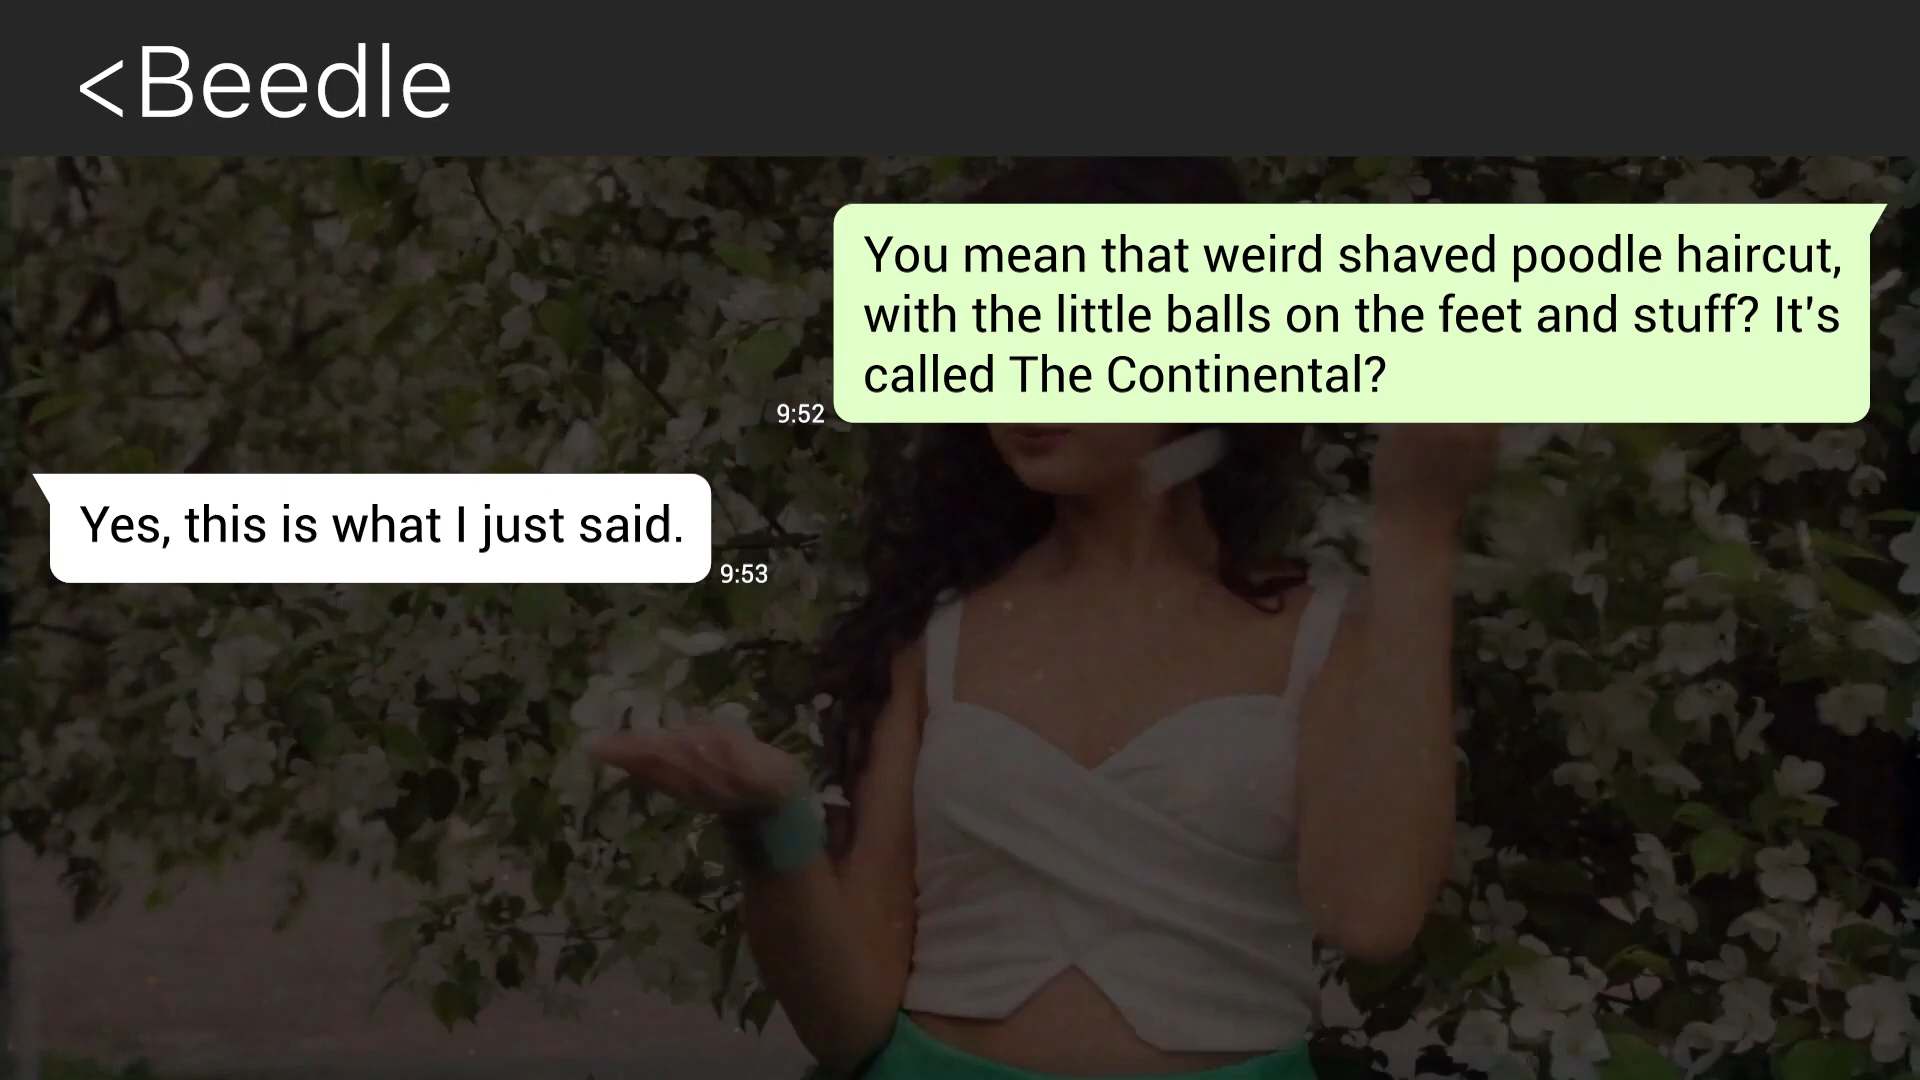 <Beedle
You mean that weird shaved poodle haircut,
with the little balls on the feet and stuff? It's
called The Continental?
9:52
Yes, this is what I just said.
9:53